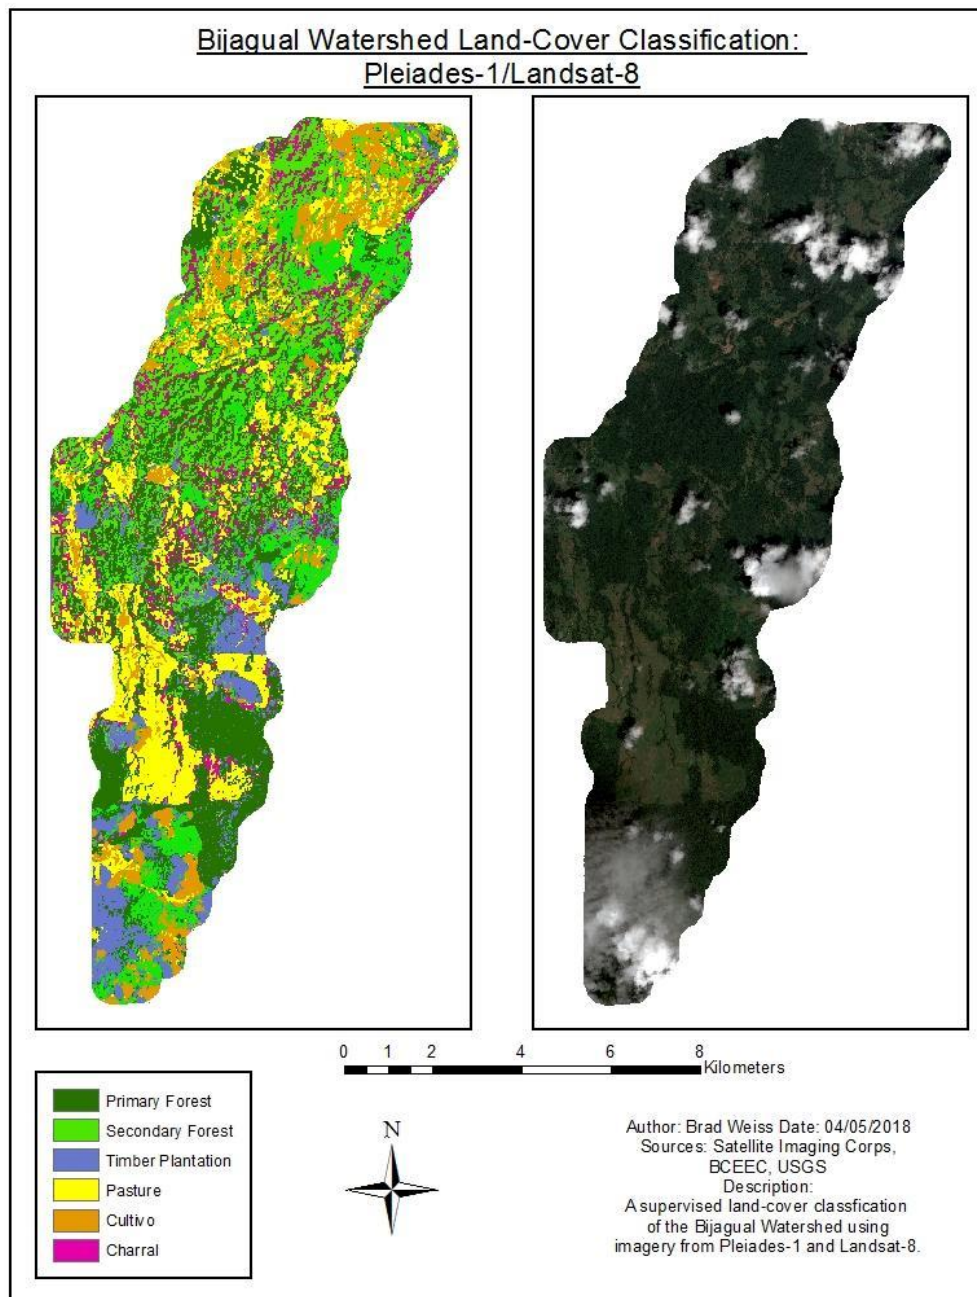 Bijagual Watershed Land-Cover Classification:
Pleiades-1/Landsat-8
0 1 2 4 6 8
Kilometers
Primary Forest
Secondary Forest
Timber Plantation
Pasture
Cultivo
Charral
N
Author: Brad Weiss Date: 04/05/2018
Sources: Satellite Imaging Corps,
BCEEC, USGS
Description:
A supervised land-cover classfication
of the Bijagual Watershed using
imagery from Pleiades-1 and Landsat-8.